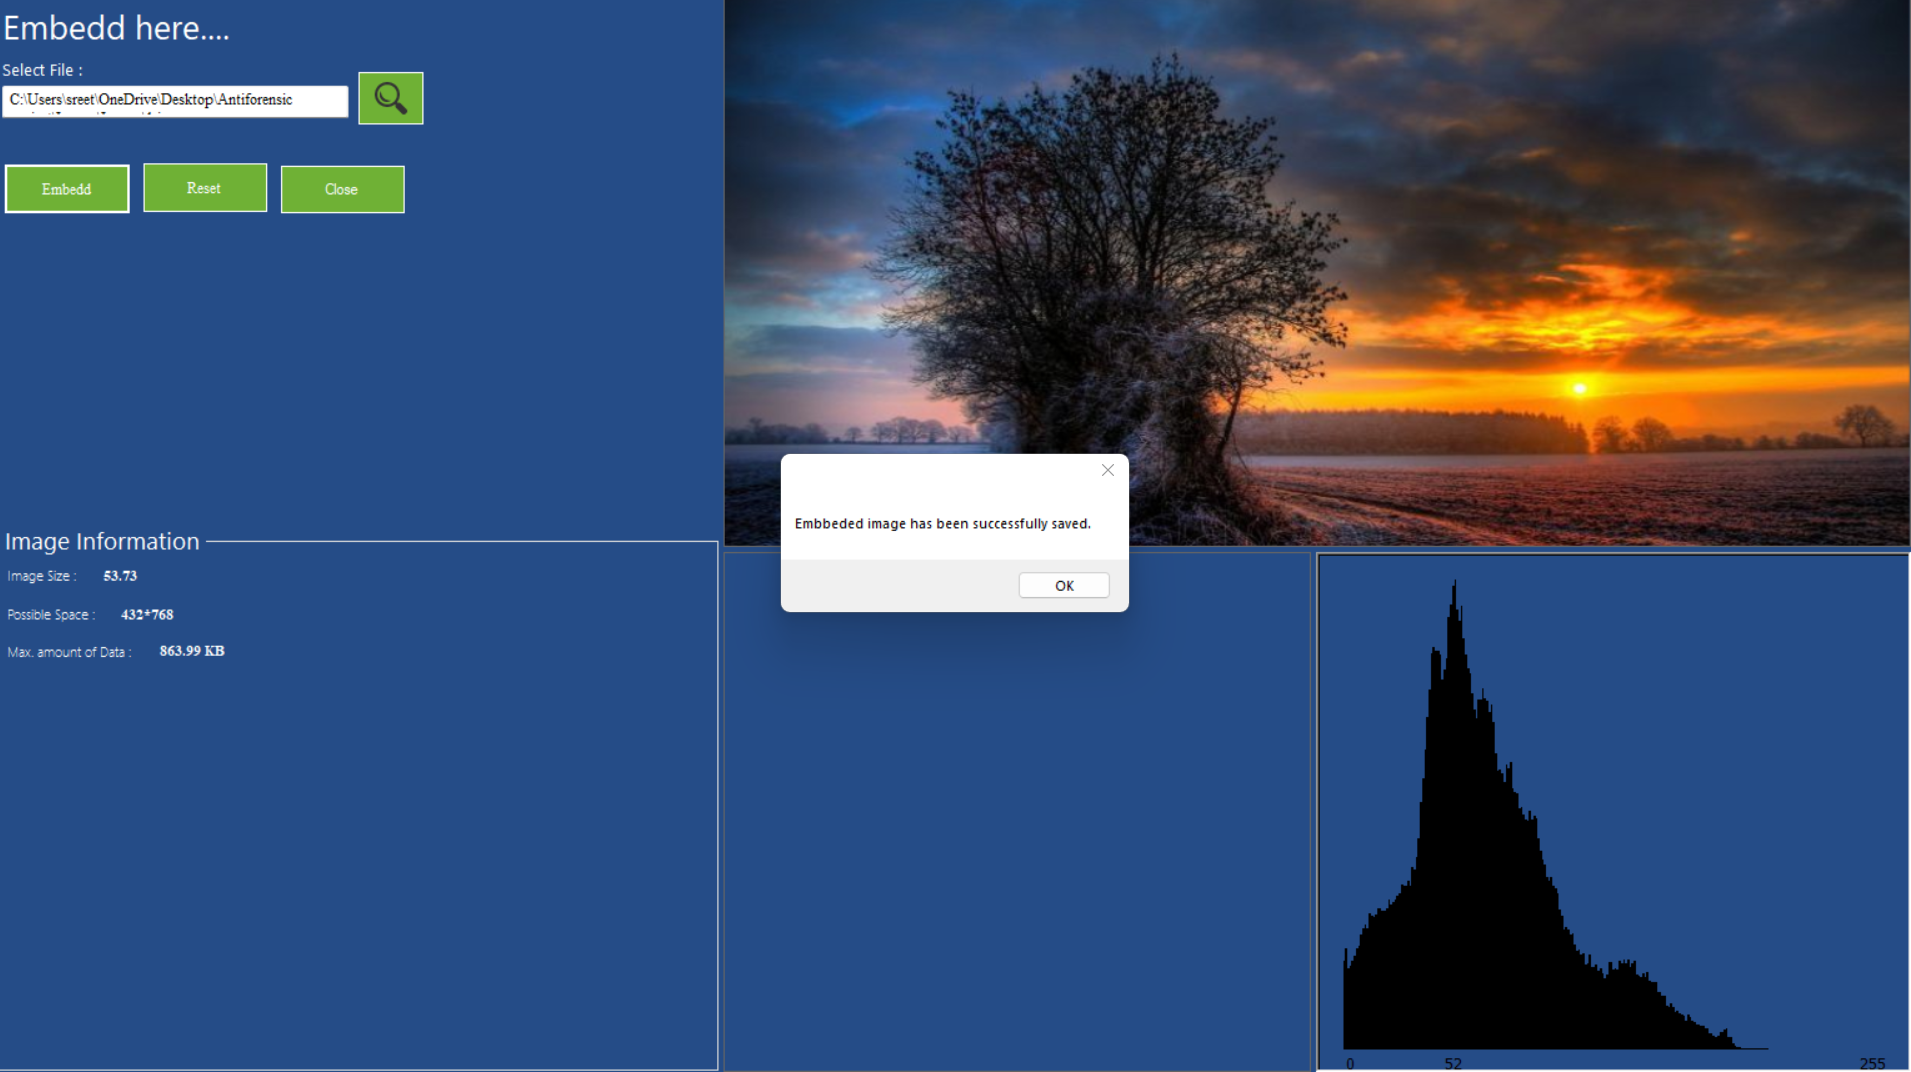 Embedd here....
Select File :
C:\Users\sreet\OneDrive\Desktop\Antiforensic
Embedd
Reset
Close
Embbeded image has been successfully saved.
OK
Image Information
Image Size : 53.73
Possible Space : 432*768
Max. amount of Data : 863.99 KB
0 52 255